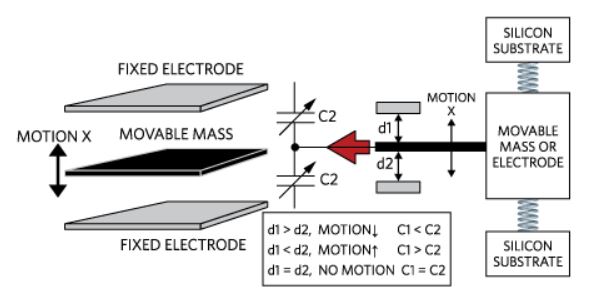 FIXED ELECTRODE
MOTION X
MOVABLE MASS
FIXED ELECTRODE
C2
C2
d1
d2
MOTION
X
SILICON
SUBSTRATE
MOVABLE
MASS OR
ELECTRODE
SILICON
SUBSTRATE
d1 > d2, MOTION↓ C1 < C2
d1 < d2, MOTION↑ C1 > C2
d1 = d2, NO MOTION C1 = C2